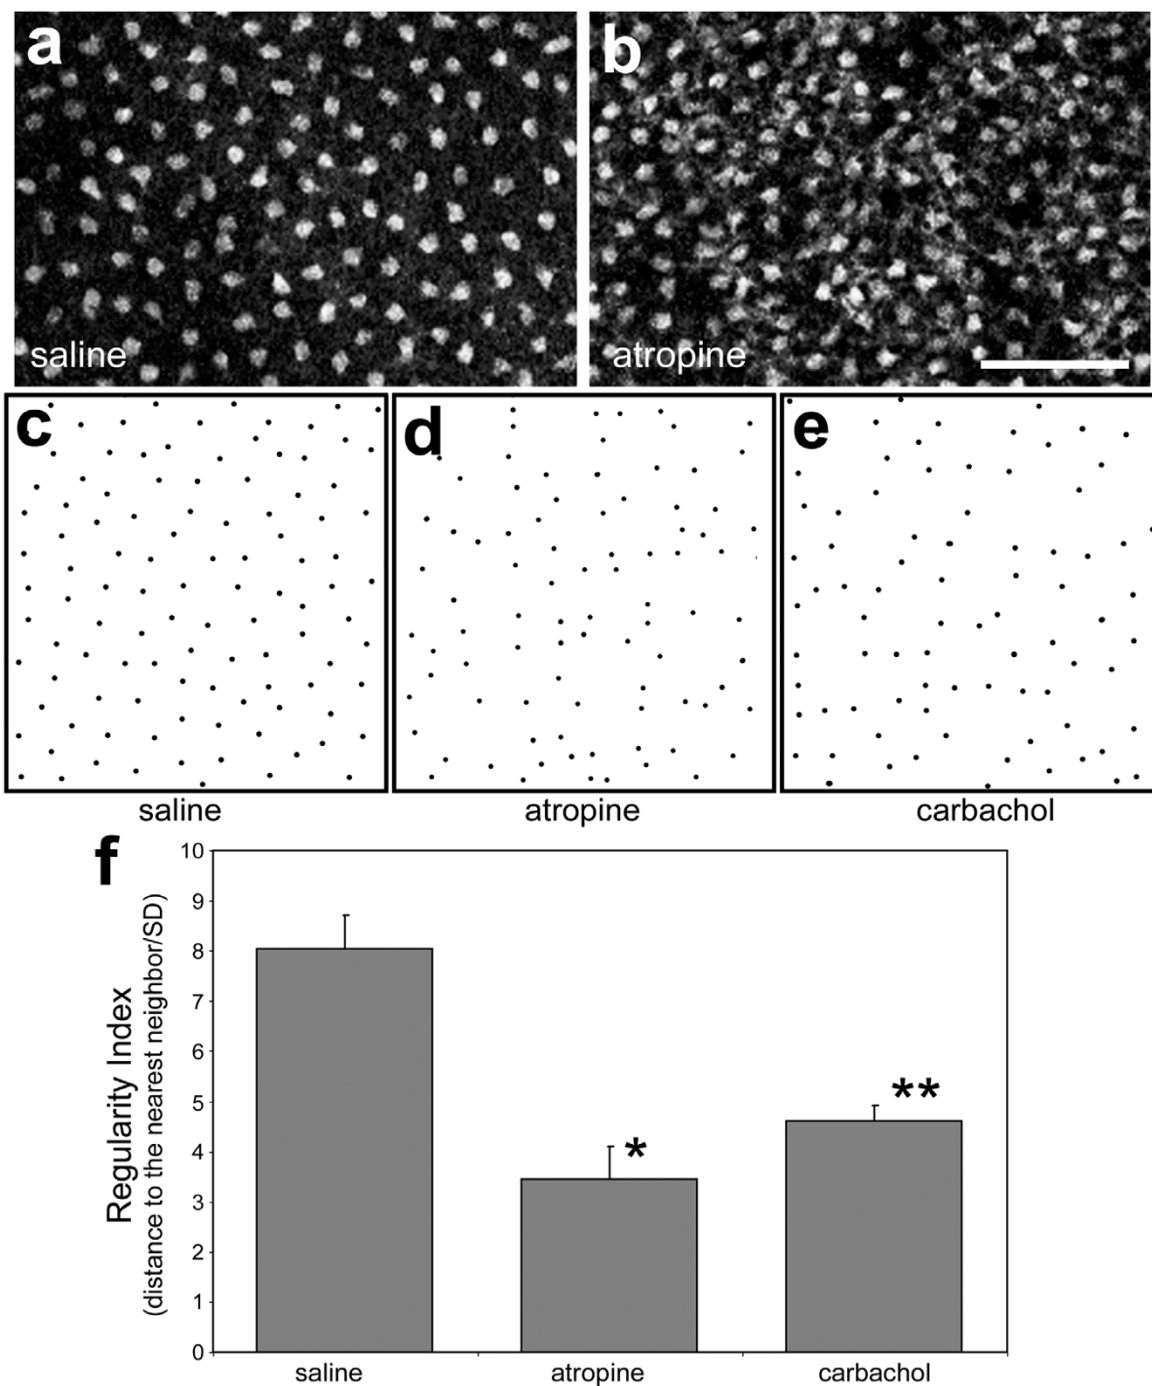 a
b
saline
atropine
c
d
e
saline
atropine
carbachol
f
Regularity Index
(distance to the nearest neighbor/SD)
10
9
8
7
6
5
4
3
2
1
0
*
**
saline
atropine
carbachol